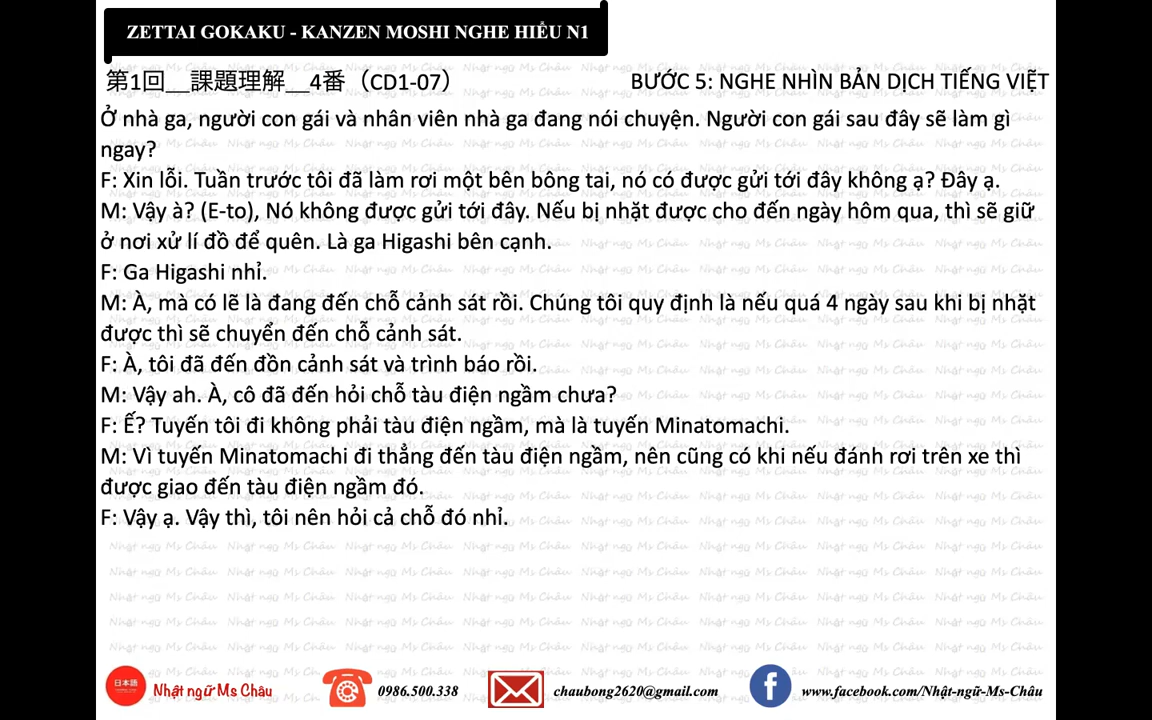 ZETTAI GOKAKU - KANZEN MOSHI NGHE HIỂU N1
第1回__課題理解__4番（CD1-07）
BƯỚC 5: NGHE NHÌN BẢN DỊCH TIẾNG VIỆT
Ở nhà ga, người con gái và nhân viên nhà ga đang nói chuyện. Người con gái sau đây sẽ làm gì
ngay?
F: Xin lỗi. Tuần trước tôi đã làm rơi một bên bông tai, nó có được gửi tới đây không ạ? Đây ạ.
M: Vậy à? (E-to), Nó không được gửi tới đây. Nếu bị nhặt được cho đến ngày hôm qua, thì sẽ giữ
ở nơi xử lí đồ để quên. Là ga Higashi bên cạnh.
F: Ga Higashi nhỉ.
M: À, mà có lẽ là đang đến chỗ cảnh sát rồi. Chúng tôi quy định là nếu quá 4 ngày sau khi bị nhặt
được thì sẽ chuyển đến chỗ cảnh sát.
F: À, tôi đã đến đồn cảnh sát và trình báo rồi.
M: Vậy ah. À, cô đã đến hỏi chỗ tàu điện ngầm chưa?
F: Ế? Tuyến tôi đi không phải tàu điện ngầm, mà là tuyến Minatomachi.
M: Vì tuyến Minatomachi đi thẳng đến tàu điện ngầm, nên cũng có khi nếu đánh rơi trên xe thì
được giao đến tàu điện ngầm đó.
F: Vậy ạ. Vậy thì, tôi nên hỏi cả chỗ đó nhỉ.
日本語
Nhật ngữ Ms Châu
0986.500.338
chaubong2620@gmail.com
www.facebook.com/Nhật-ngữ-Ms-Châu